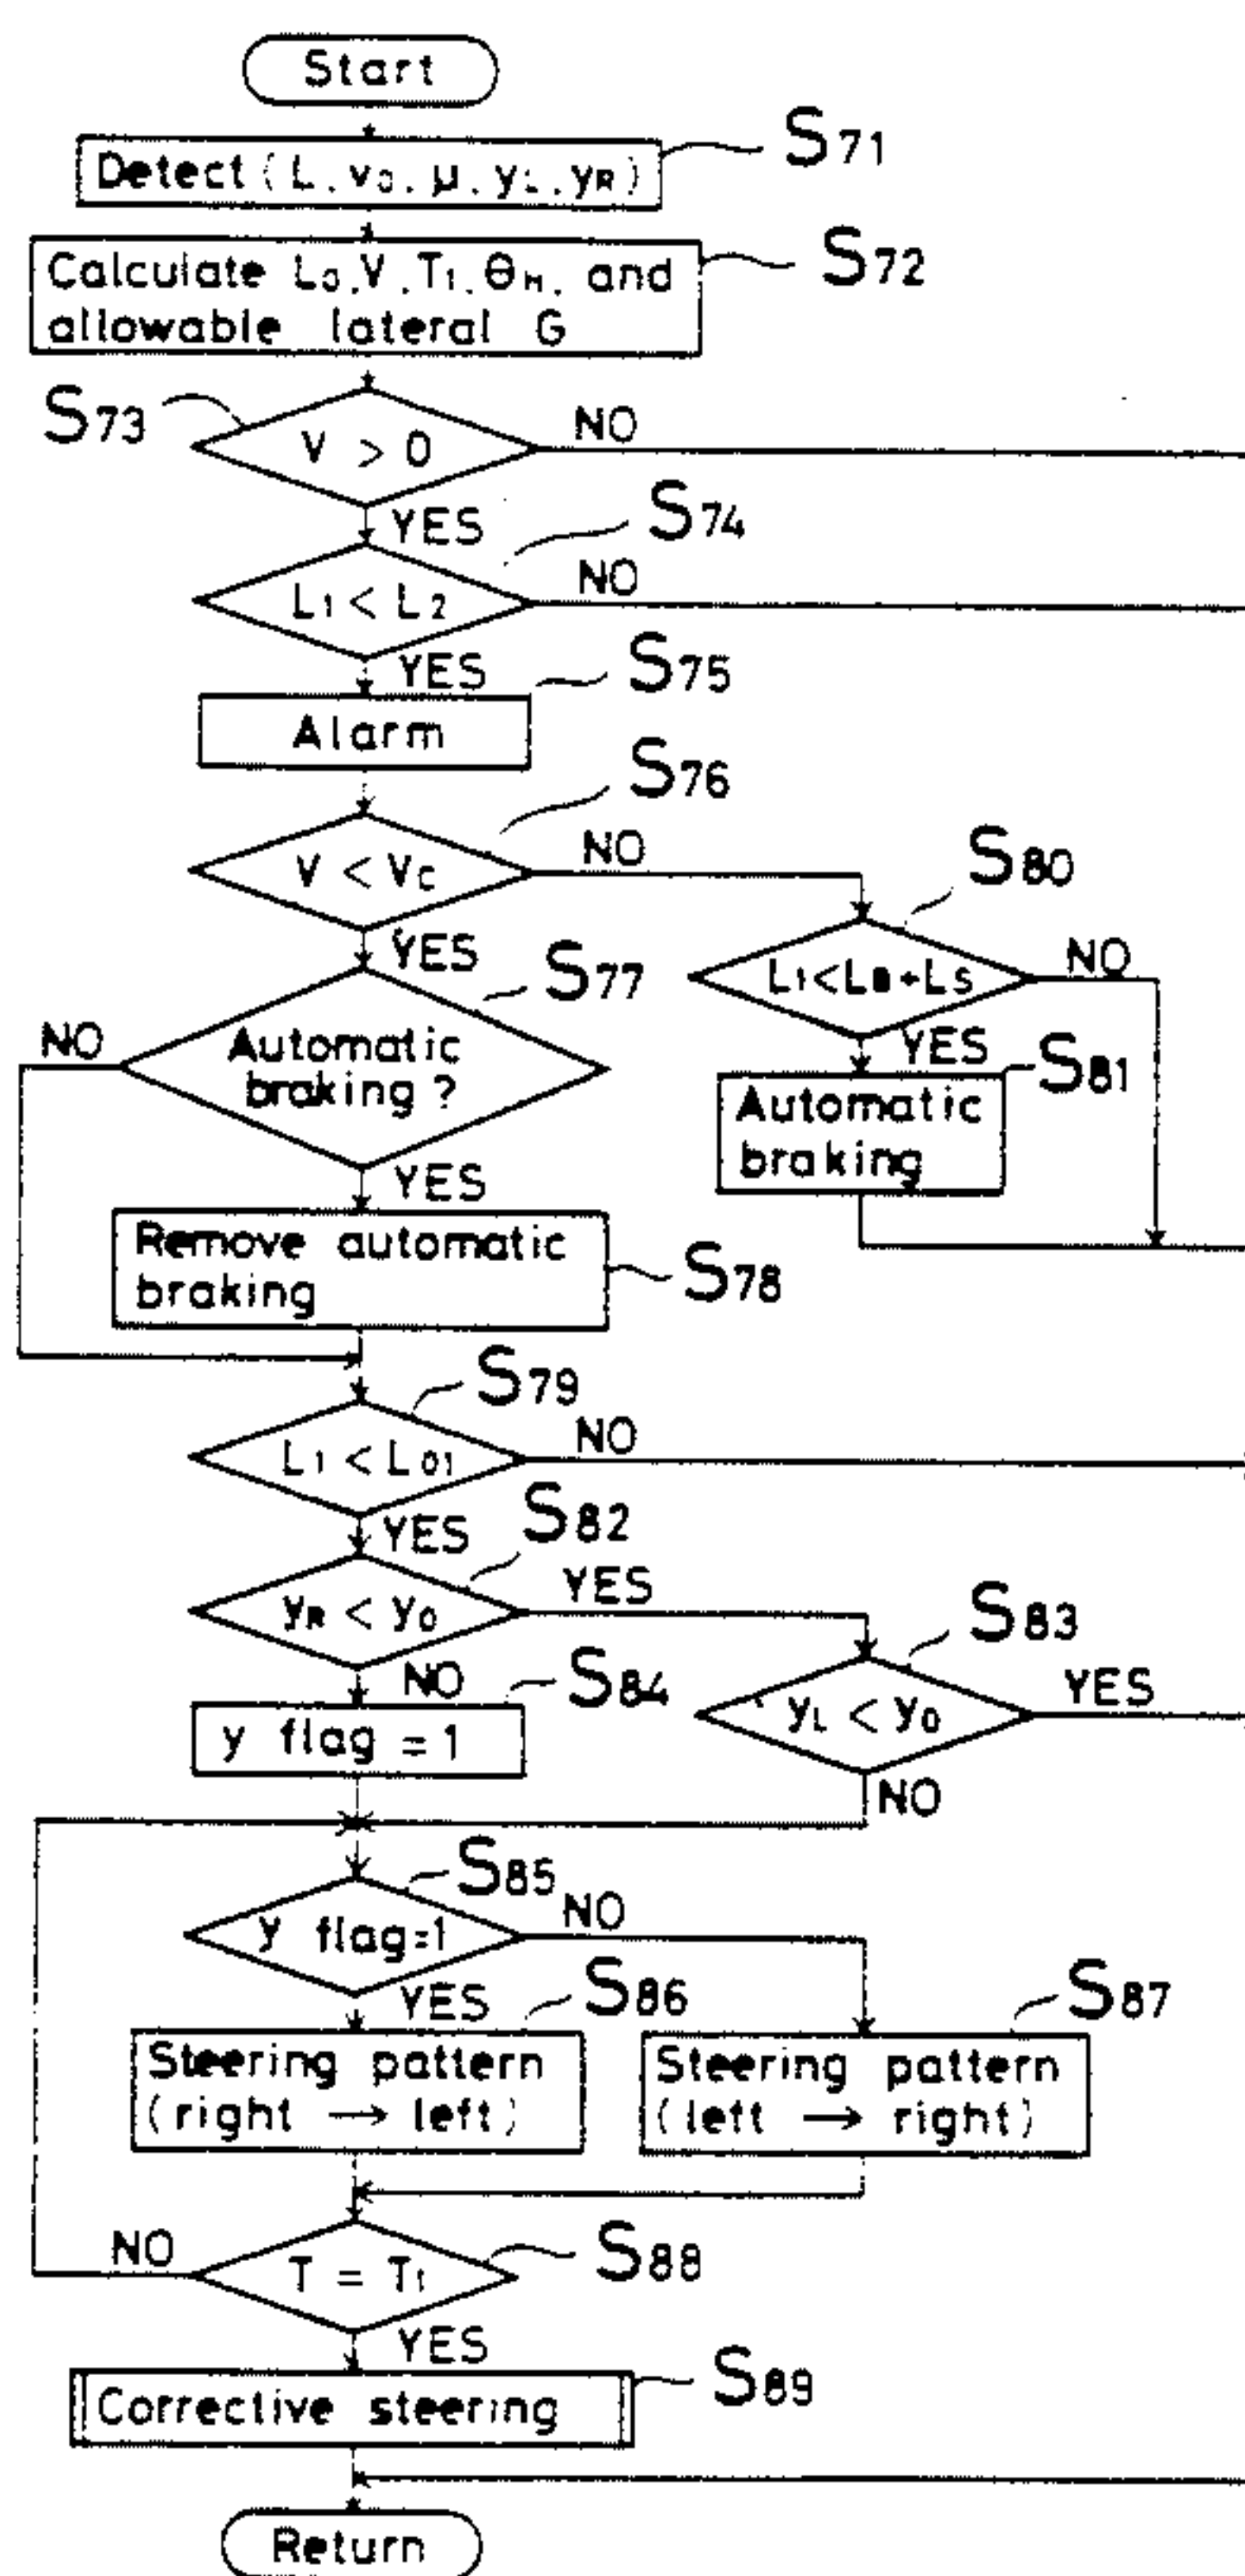 Start
Detect (L, v0, μ, yL, yR)
S71
Calculate L0, V, T1, θM, and
allowable lateral G
S72
S73
V > 0
NO
YES
S74
L1 < L2
NO
YES
S75
Alarm
S76
V < VC
NO
YES
S80
L1<LB+LS
NO
YES
S77
NO
Automatic
braking ?
YES
S81
Automatic
braking
Remove automatic
braking
S78
S79
L1 < L01
NO
YES
S82
yR < y0
YES
NO
S83
yL < y0
YES
NO
S84
y flag = 1
S85
y flag=1
NO
YES
S86
Steering pattern
(right → left)
S87
Steering pattern
(left → right)
NO
T = T1
S88
YES
Corrective steering
S89
Return